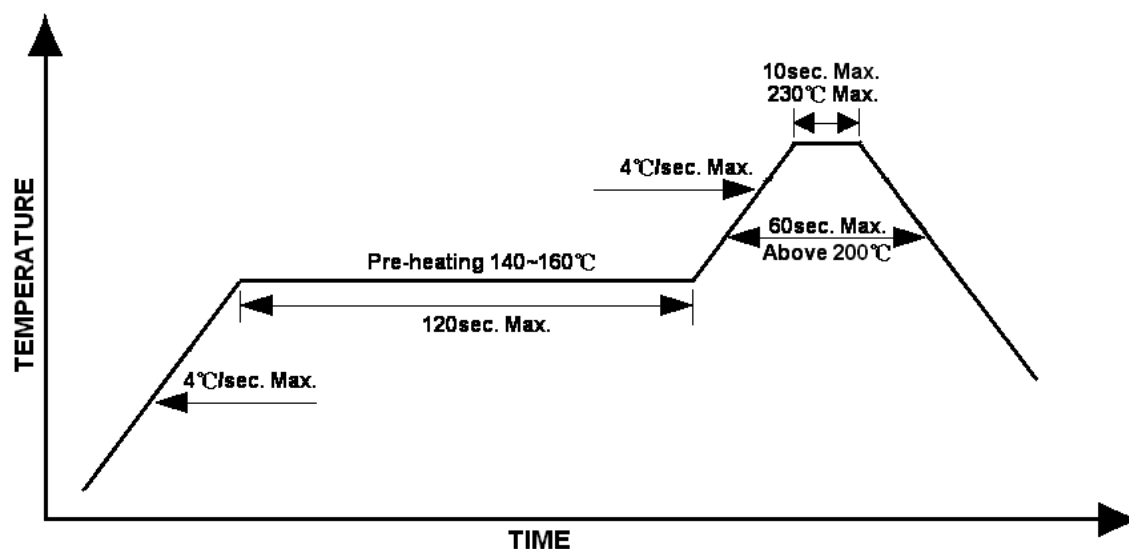 10sec. Max.
230℃ Max.
4℃/sec. Max.
60sec. Max.
Above 200℃
Pre-heating 140~160℃
120sec. Max.
4℃/sec. Max.
TEMPERATURE
TIME